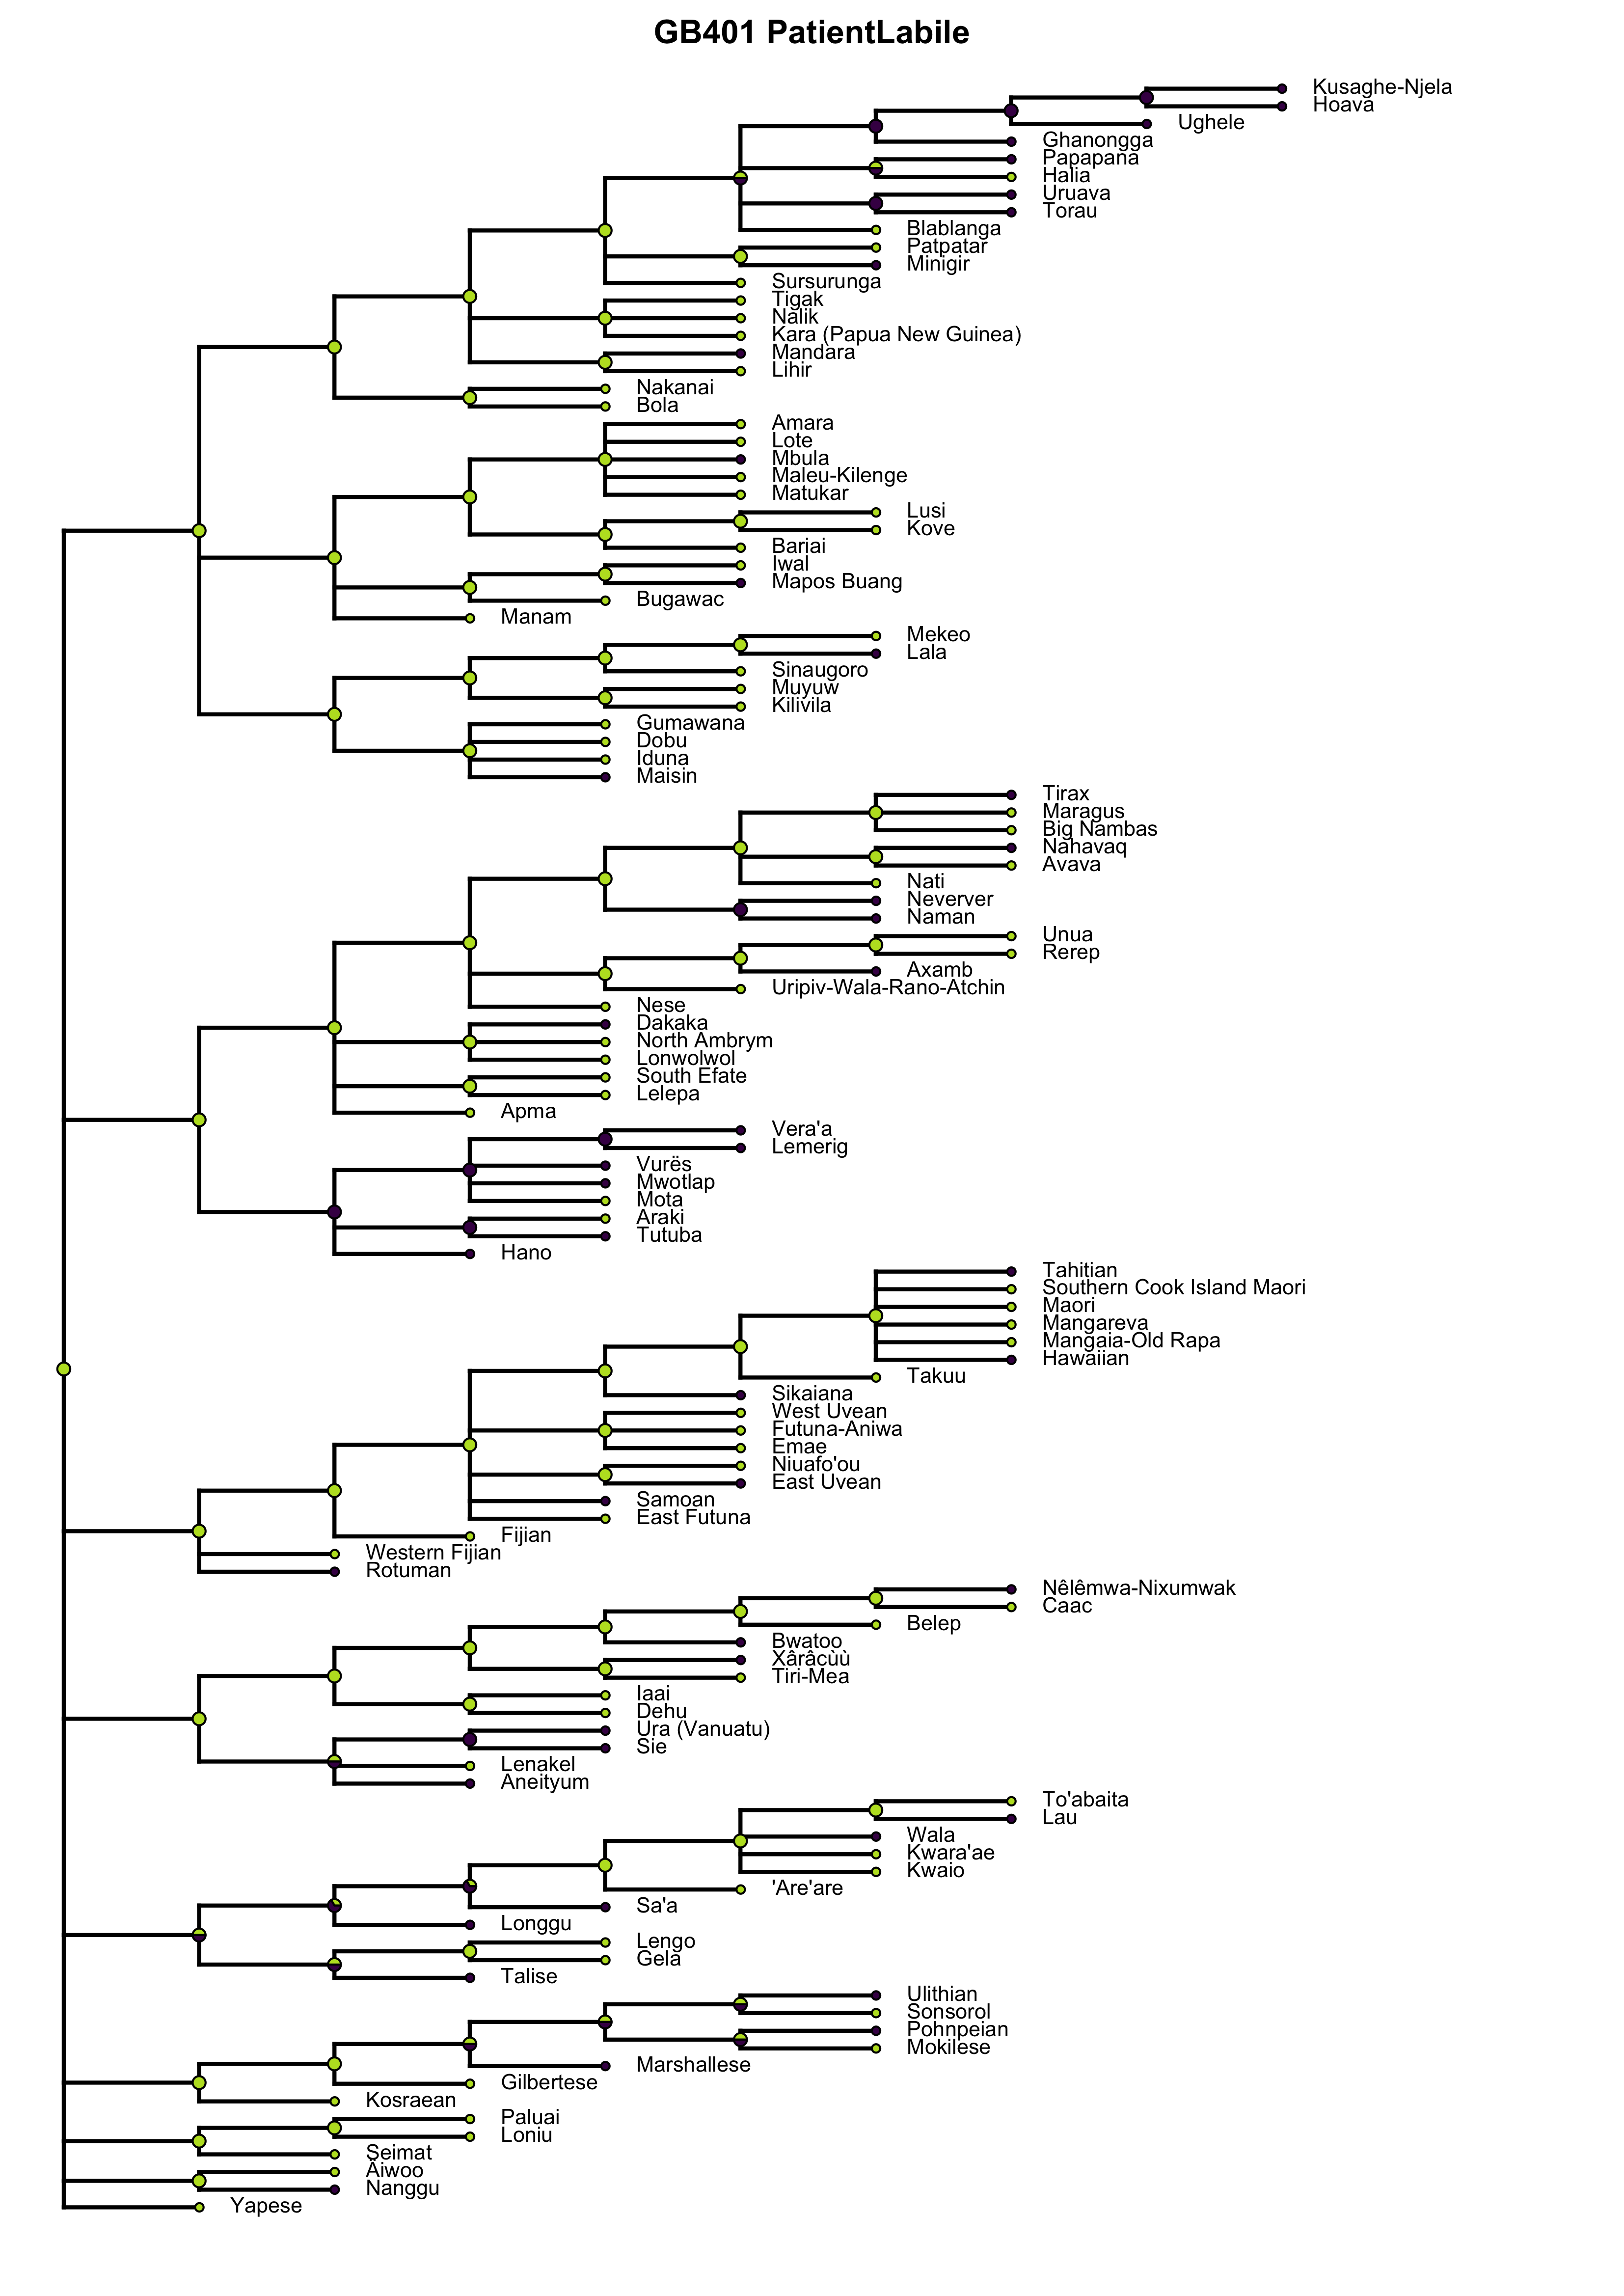 GB401 PatientLabile
Kusaghe-Njela
Hoava
Ughele
Ghanongga
Papapana
Halia
Uruava
Torau
Blablanga
Patpatar
Minigir
Sursurunga
Tigak
Nalik
Kara (Papua New Guinea)
Mandara
Lihir
Nakanai
Bola
Amara
Lote
Mbula
Maleu-Kilenge
Matukar
Lusi
Kove
Bariai
Iwal
Mapos Buang
Bugawac
Manam
Mekeo
Lala
Sinaugoro
Muyuw
Kilivila
Gumawana
Dobu
Iduna
Maisin
Tirax
Maragus
Big Nambas
Nahavaq
Avava
Nati
Neverver
Naman
Unua
Rerep
Axamb
Uripiv-Wala-Rano-Atchin
Nese
Dakaka
North Ambrym
Lonwolwol
South Efate
Lelepa
Apma
Vera'a
Lemerig
Vurës
Mwotlap
Mota
Araki
Tutuba
Hano
Tahitian
Southern Cook Island Maori
Maori
Mangareva
Mangaia-Old Rapa
Hawaiian
Takuu
Sikaiana
West Uvean
Futuna-Aniwa
Emae
Niuafo'ou
East Uvean
Samoan
East Futuna
Fijian
Western Fijian
Rotuman
Nêlêmwa-Nixumwak
Caac
Belep
Bwatoo
Xârâcùù
Tiri-Mea
Iaai
Dehu
Ura (Vanuatu)
Sie
Lenakel
Aneityum
To'abaita
Lau
Wala
Kwara'ae
Kwaio
'Are'are
Sa'a
Longgu
Lengo
Gela
Talise
Ulithian
Sonsorol
Pohnpeian
Mokilese
Marshallese
Gilbertese
Kosraean
Paluai
Loniu
Seimat
Äiwoo
Nanggu
Yapese